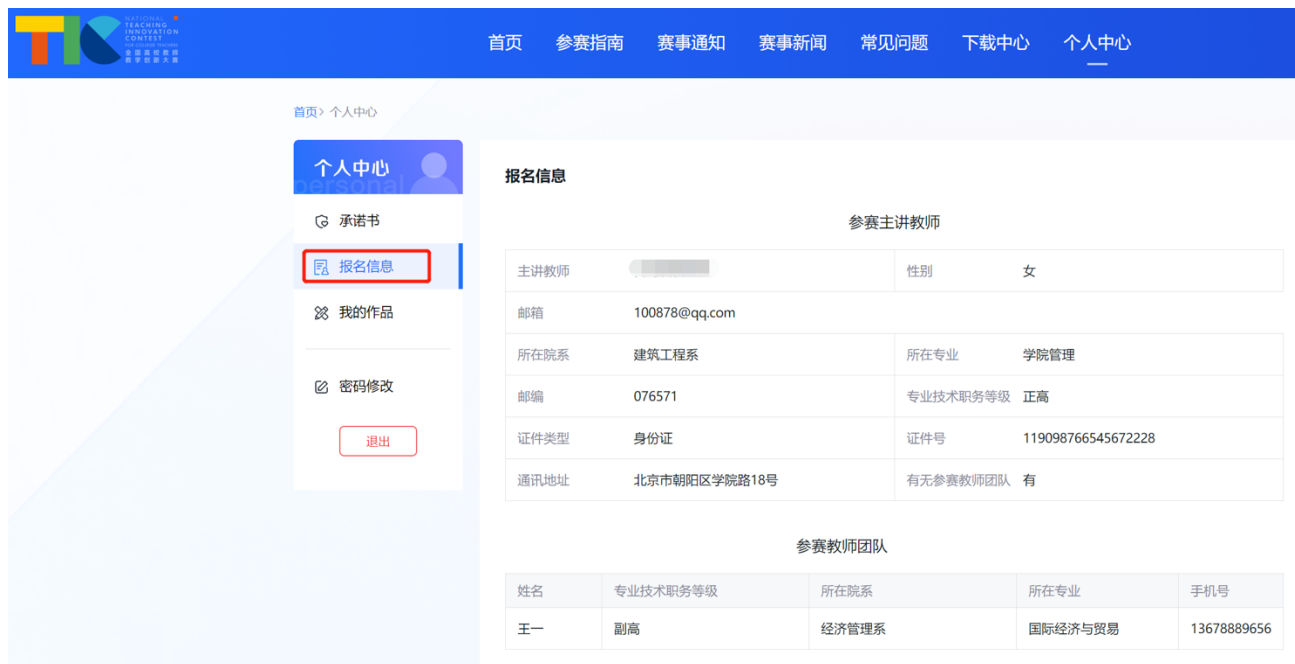 NATIONAL
TEACHING
INNOVATION
CONTEST
FOR COLLEGE TEACHERS
全国高校教师
教学创新大赛
首页 参赛指南 赛事通知 赛事新闻 常见问题 下载中心 个人中心
首页> 个人中心
个人中心
personal
承诺书
报名信息
我的作品
密码修改
退出
报名信息
参赛主讲教师
主讲教师 性别 女
邮箱 100878@qq.com
所在院系 建筑工程系 所在专业 学院管理
邮编 076571 专业技术职务等级 正高
证件类型 身份证 证件号 119098766545672228
通讯地址 北京市朝阳区学院路18号 有无参赛教师团队 有
参赛教师团队
姓名 专业技术职务等级 所在院系 所在专业 手机号
王一 副高 经济管理系 国际经济与贸易 13678889656